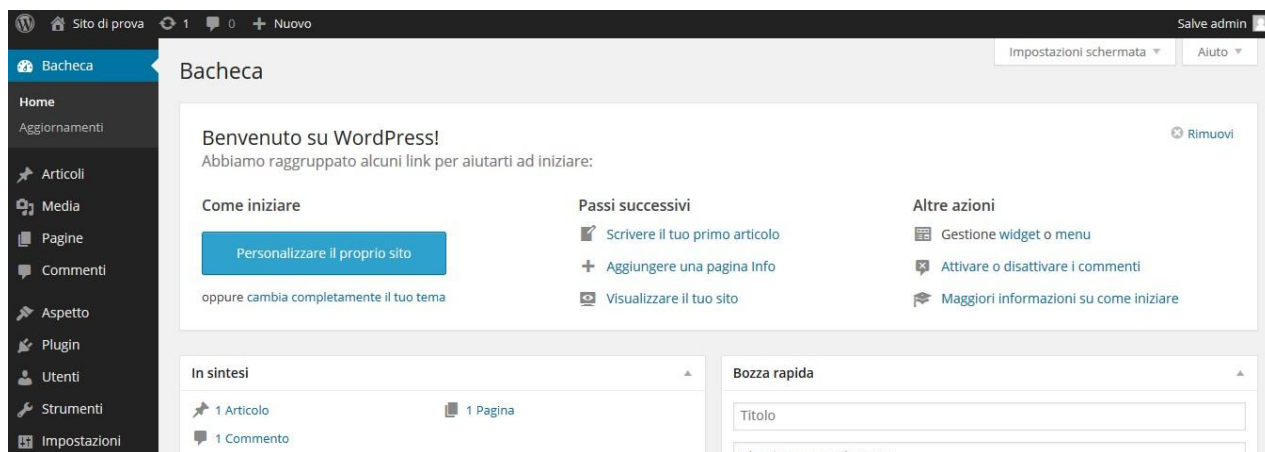 Sito di prova 1 0 + Nuovo Salve admin
Impostazioni schermata Aiuto
Bacheca
Home
Aggiornamenti
Articoli
Media
Pagine
Commenti
Aspetto
Plugin
Utenti
Strumenti
Impostazioni
Bacheca
Benvenuto su WordPress!
Rimuovi
Abbiamo raggruppato alcuni link per aiutarti ad iniziare:
Come iniziare
Personalizzare il proprio sito
oppure cambia completamente il tuo tema
Passi successivi
Scrivere il tuo primo articolo
Aggiungere una pagina Info
Visualizzare il tuo sito
Altre azioni
Gestione widget o menu
Attivare o disattivare i commenti
Maggiori informazioni su come iniziare
In sintesi
1 Articolo
1 Pagina
1 Commento
Bozza rapida
Titolo